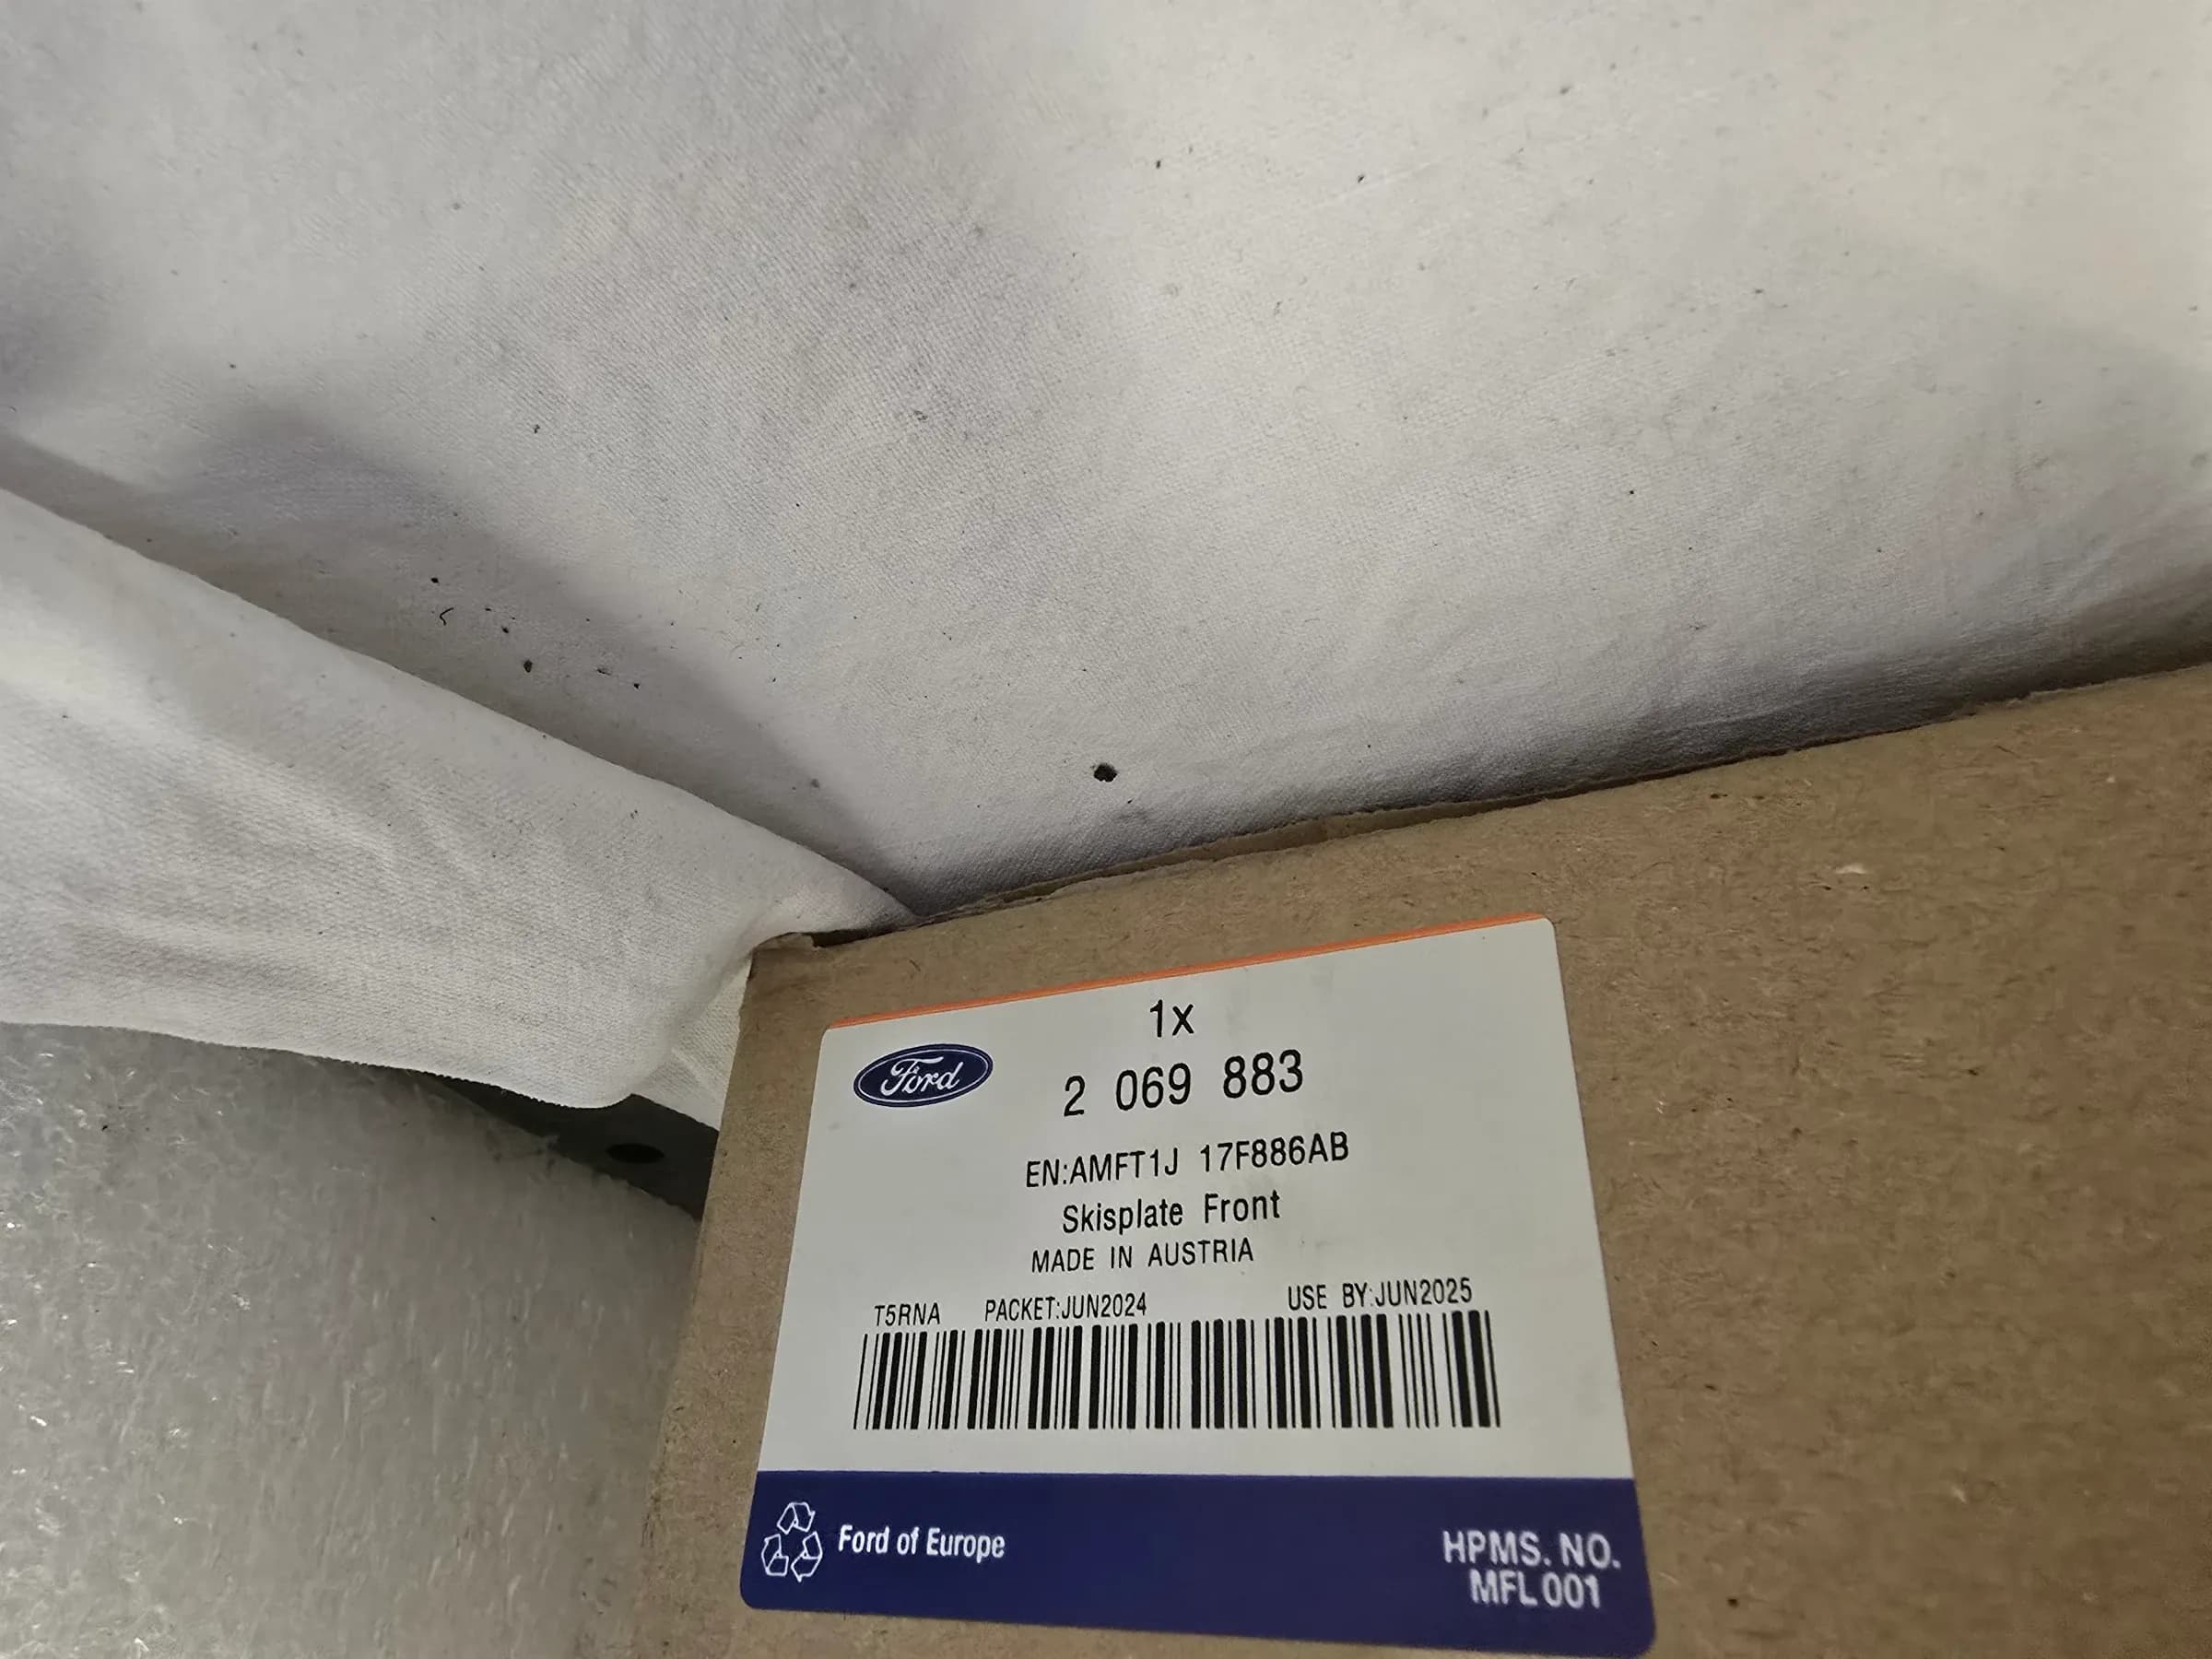 1x
Ford
2 069 883
EN:AMFT1J 17F886AB
Skisplate Front
MADE IN AUSTRIA
T5RNA PACKET:JUN2024 USE BY:JUN2025
Ford of Europe
HPMS. NO.
MFL 001